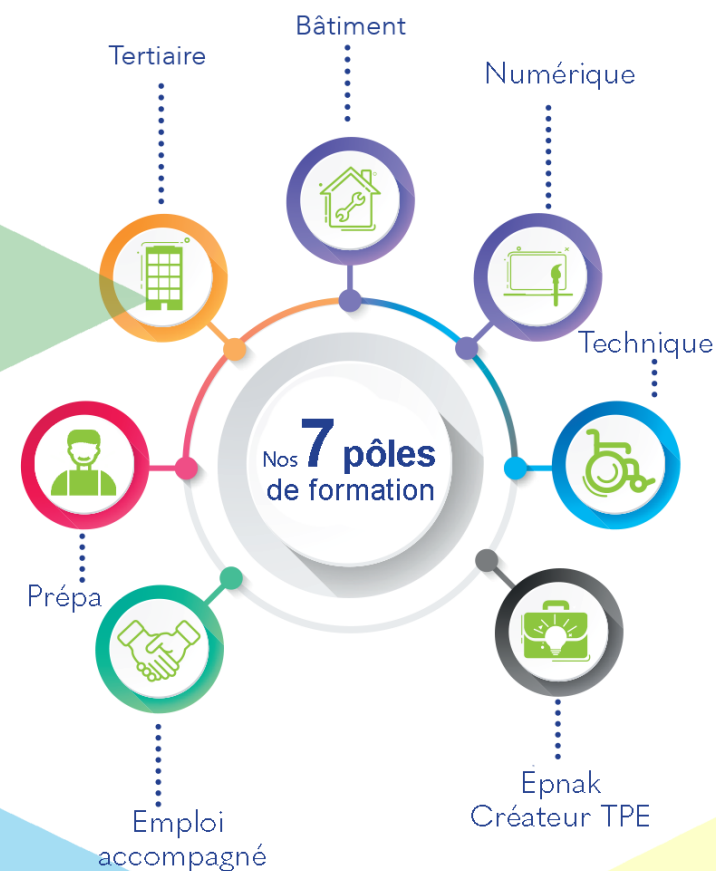 Bâtiment
Tertiaire
Numérique
Technique
Nos 7 pôles
de formation
Prépa
Epnak
Créateur TPE
Emploi
accompagné